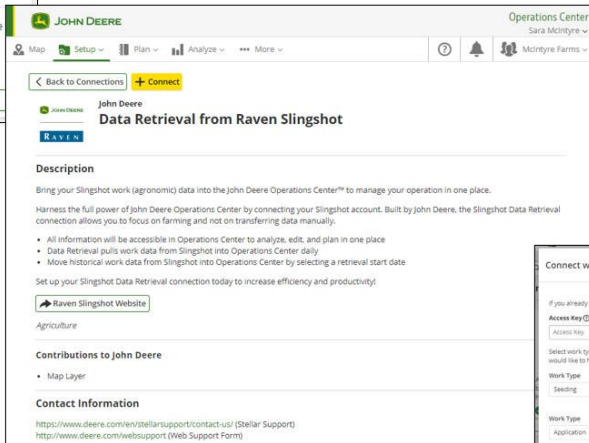 JOHN DEERE
Operations Center
Sara McIntyre
Map Setup Plan Analyze ••• More
McIntyre Farms
< Back to Connections + Connect
JOHN DEERE
RAVEN
John Deere
Data Retrieval from Raven Slingshot
Description
Bring your Slingshot work (agronomic) data into the John Deere Operations Center™ to manage your operation in one place.
Harness the full power of John Deere Operations Center by connecting your Slingshot account. Built by John Deere, the Slingshot Data Retrieval
connection allows you to focus on farming and not on transferring data manually.
• All information will be accessible in Operations Center to analyze, edit, and plan in one place
• Data Retrieval pulls work data from Slingshot into Operations Center daily
• Move historical work data from Slingshot into Operations Center by selecting a retrieval start date
Set up your Slingshot Data Retrieval connection today to increase efficiency and productivity!
Raven Slingshot Website
Agriculture
Contributions to John Deere
• Map Layer
Contact Information
https://www.deere.com/en/stellarsupport/contact-us/ (Stellar Support)
http://www.deere.com/websupport (Web Support Form)
Connect w
If you already
Access Key
Access Key
Select work ty
would like to
Work Type
Seeding
Work Type
Application